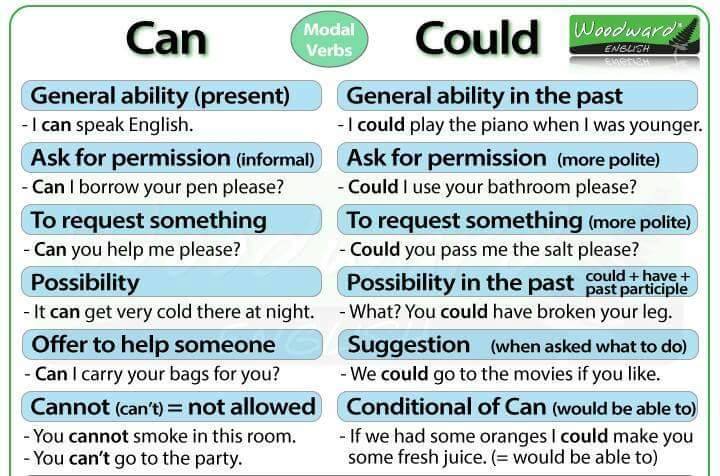 Can
Modal
Verbs
Could
Woodward®
ENGLISH
General ability (present)
- I can speak English.
General ability in the past
- I could play the piano when I was younger.
Ask for permission (informal)
- Can I borrow your pen please?
Ask for permission (more polite)
- Could I use your bathroom please?
To request something
- Can you help me please?
To request something (more polite)
- Could you pass me the salt please?
Possibility
- It can get very cold there at night.
Possibility in the past could + have +
past participle
- What? You could have broken your leg.
Offer to help someone
- Can I carry your bags for you?
Suggestion (when asked what to do)
- We could go to the movies if you like.
Cannot (can't) = not allowed
- You cannot smoke in this room.
- You can't go to the party.
Conditional of Can (would be able to)
- If we had some oranges I could make you
some fresh juice. (= would be able to)